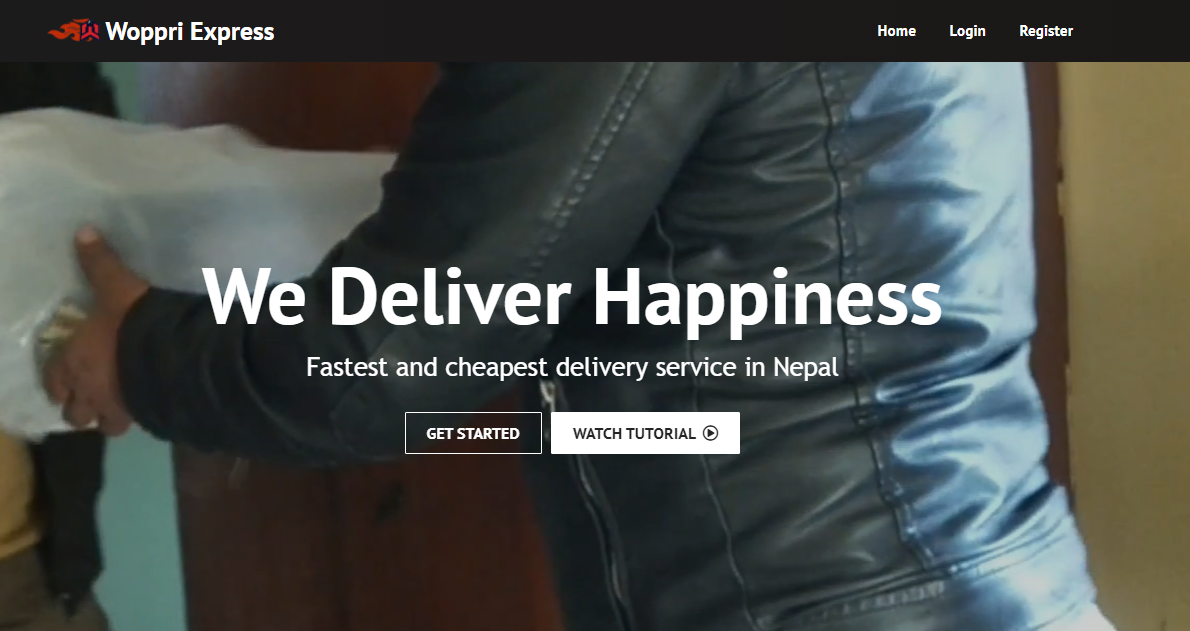 Woppri Express
Home
Login
Register
We Deliver Happiness
Fastest and cheapest delivery service in Nepal
GET STARTED
WATCH TUTORIAL